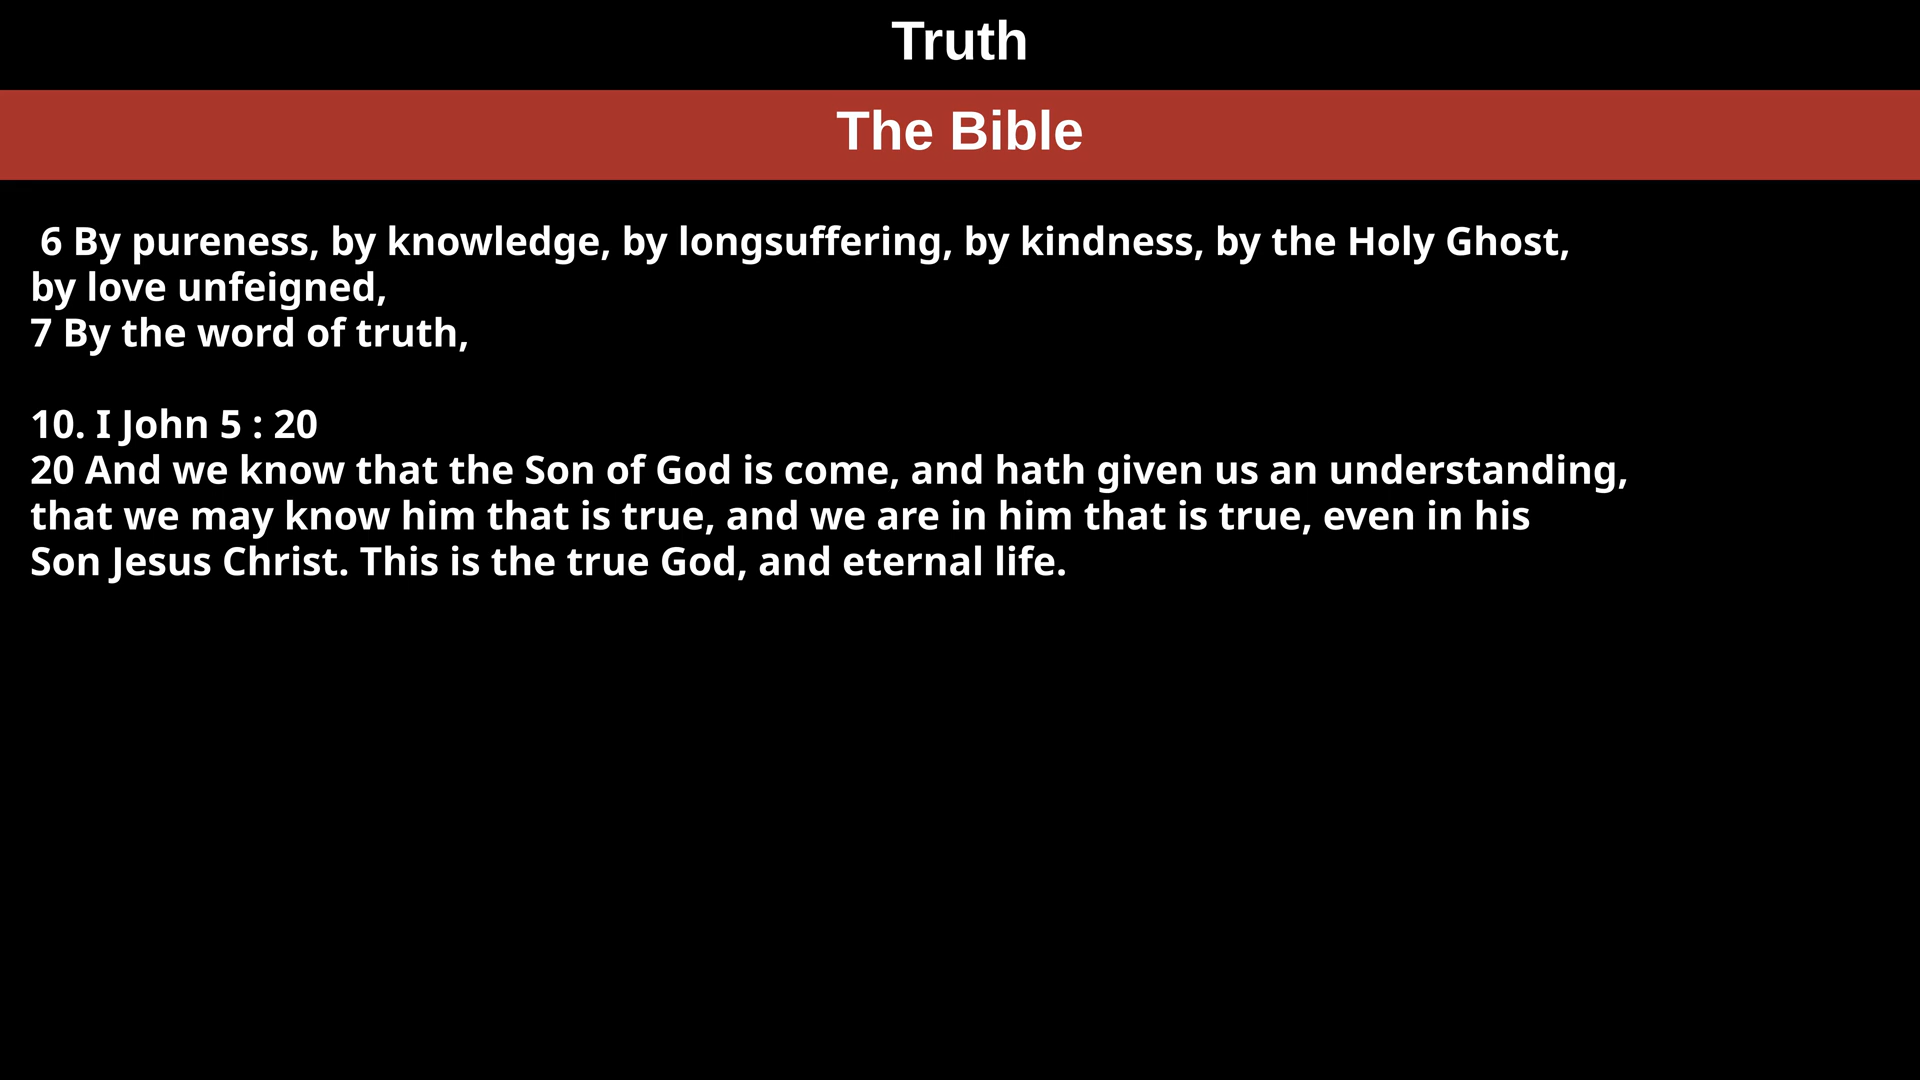 Truth
The Bible
6 By pureness, by knowledge, by longsuffering, by kindness, by the Holy Ghost,
by love unfeigned,
7 By the word of truth,
10. I John 5 : 20
20 And we know that the Son of God is come, and hath given us an understanding,
that we may know him that is true, and we are in him that is true, even in his
Son Jesus Christ. This is the true God, and eternal life.